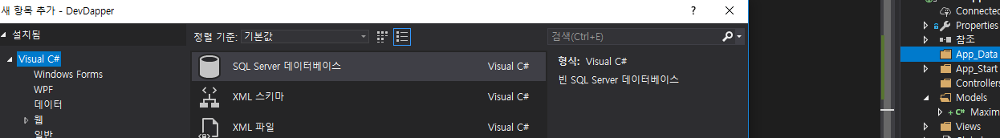 새 항목 추가 - DevDapper
?
설치됨
정렬 기준: 기본값
검색(Ctrl+E)
Visual C#
Windows Forms
WPF
데이터
웹
일반
SQL Server 데이터베이스 Visual C#
XML 스키마 Visual C#
XML 파일 Visual C#
형식: Visual C#
빈 SQL Server 데이터베이스
Connected
Properties
참조
App_Data
App_Start
Controllers
Models
C# Maxim
Views